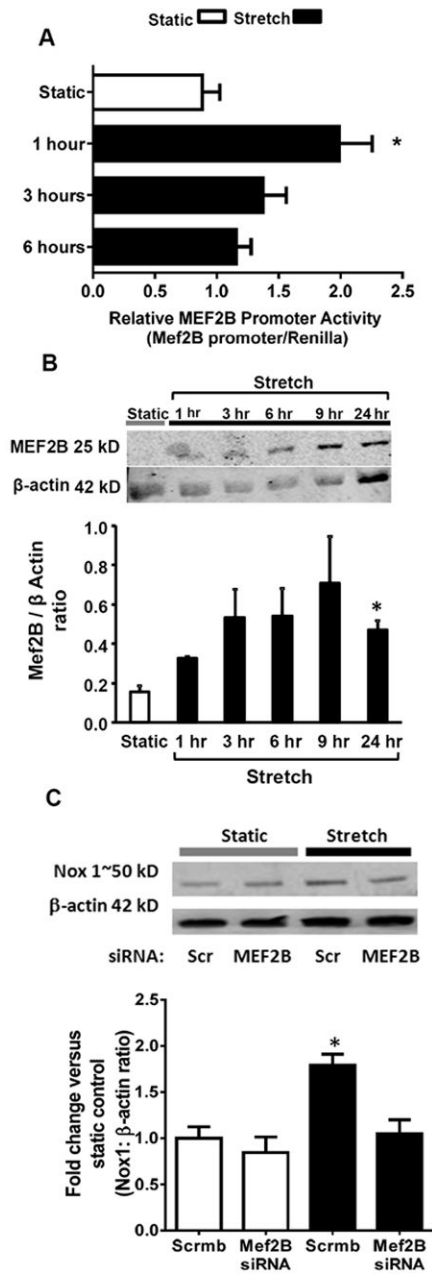 Static Stretch
A
Static
1 hour *
3 hours
6 hours
0.0 0.5 1.0 1.5 2.0 2.5
Relative MEF2B Promoter Activity
(Mef2B promoter/Renilla)
B
Stretch
Static 1 hr 3 hr 6 hr 9 hr 24 hr
MEF2B 25 kD
β-actin 42 kD
Mef2B / β Actin
ratio
1.0
0.8
0.6
0.4
0.2
0.0
*
Static 1 hr 3 hr 6 hr 9 hr 24 hr
Stretch
C
Static Stretch
Nox 1~50 kD
β-actin 42 kD
siRNA: Scr MEF2B Scr MEF2B
Fold change versus
static control
(Nox1: β-actin ratio)
2.5
2.0
1.5
1.0
0.5
0.0
*
Scrmb Mef2B Scrmb Mef2B
siRNA siRNA